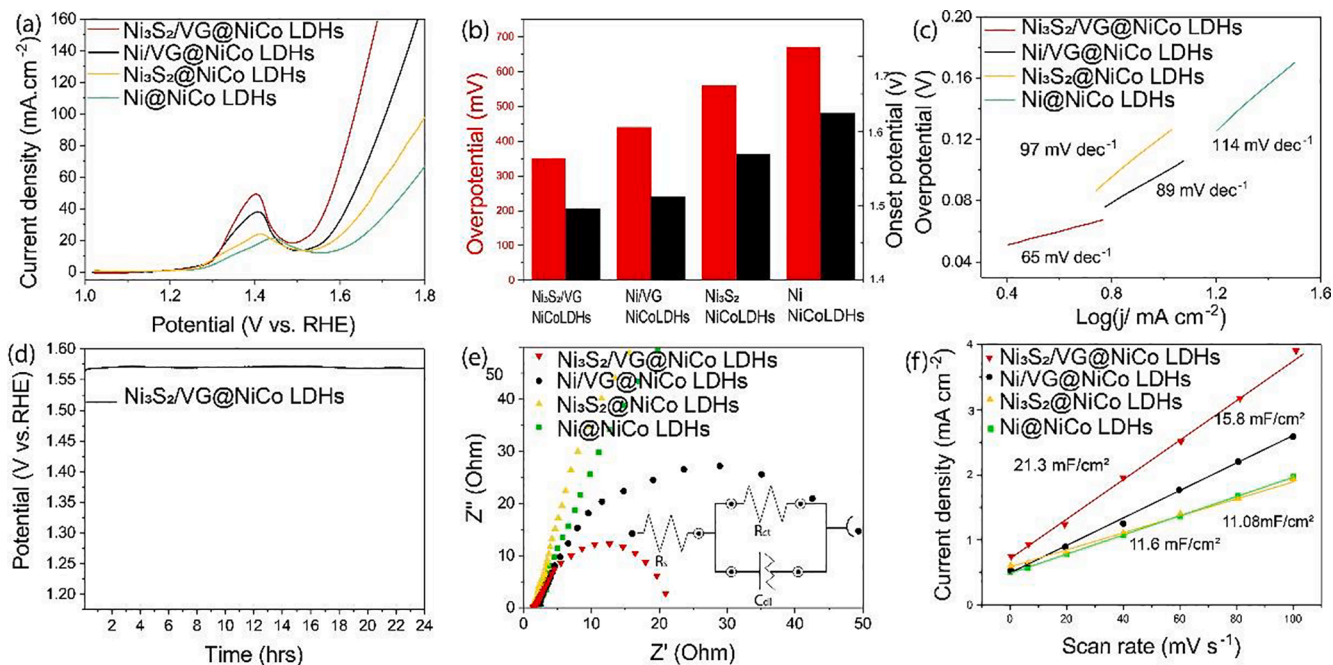 (a)
Ni₃S₂/VG@NiCo LDHs
Ni/VG@NiCo LDHs
Ni₃S₂@NiCo LDHs
Ni@NiCo LDHs
Current density (mA.cm⁻²)
160
140
120
100
80
60
40
20
0
1.0 1.2 1.4 1.6 1.8
Potential (V vs. RHE)
(b)
Overpotential (mV)
700
600
500
450
350
300
200
100
0
Onset potential (v)
1.7
1.6
1.5
1.4
Ni₃S₂/VG Ni/VG Ni₃S₂ Ni
NiCoLDHs NiCoLDHs NiCoLDHs NiCoLDHs
(c)
Ni₃S₂/VG@NiCo LDHs
Ni/VG@NiCo LDHs
Ni₃S₂@NiCo LDHs
Ni@NiCo LDHs
Overpotential (V)
0.20
0.16
0.12
0.08
0.04
97 mV dec⁻¹
114 mV dec⁻¹
89 mV dec⁻¹
65 mV dec⁻¹
0.4 0.8 1.2 1.6
Log(j/ mA cm⁻²)
(d)
Ni₃S₂/VG@NiCo LDHs
Potential (V vs.RHE)
1.60
1.55
1.50
1.45
1.40
1.35
1.30
1.25
1.20
2 4 6 8 10 12 14 16 18 20 22 24
Time (hrs)
(e)
Ni₃S₂/VG@NiCo LDHs
Ni/VG@NiCo LDHs
Ni₃S₂@NiCo LDHs
Ni@NiCo LDHs
Z'' (Ohm)
50
40
30
20
10
0
Rs
Rct
Cdl
0 10 20 30 40 50
Z' (Ohm)
(f)
Ni₃S₂/VG@NiCo LDHs
Ni/VG@NiCo LDHs
Ni₃S₂@NiCo LDHs
Ni@NiCo LDHs
Current density (mA cm⁻²)
4
2
0
15.8 mF/cm²
21.3 mF/cm²
11.08mF/cm²
11.6 mF/cm²
0 20 40 60 80 100
Scan rate (mV s⁻¹)